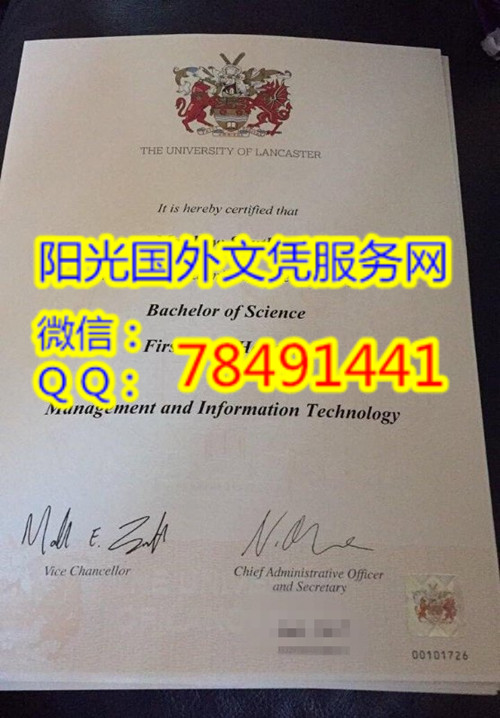 THE UNIVERSITY OF LANCASTER
It is hereby certified that
阳光国外文凭服务网
Bachelor of Science
微信：
QQ： 78491441
Management and Information Technology
Vice Chancellor
Chief Administrative Officer
and Secretary
00101726